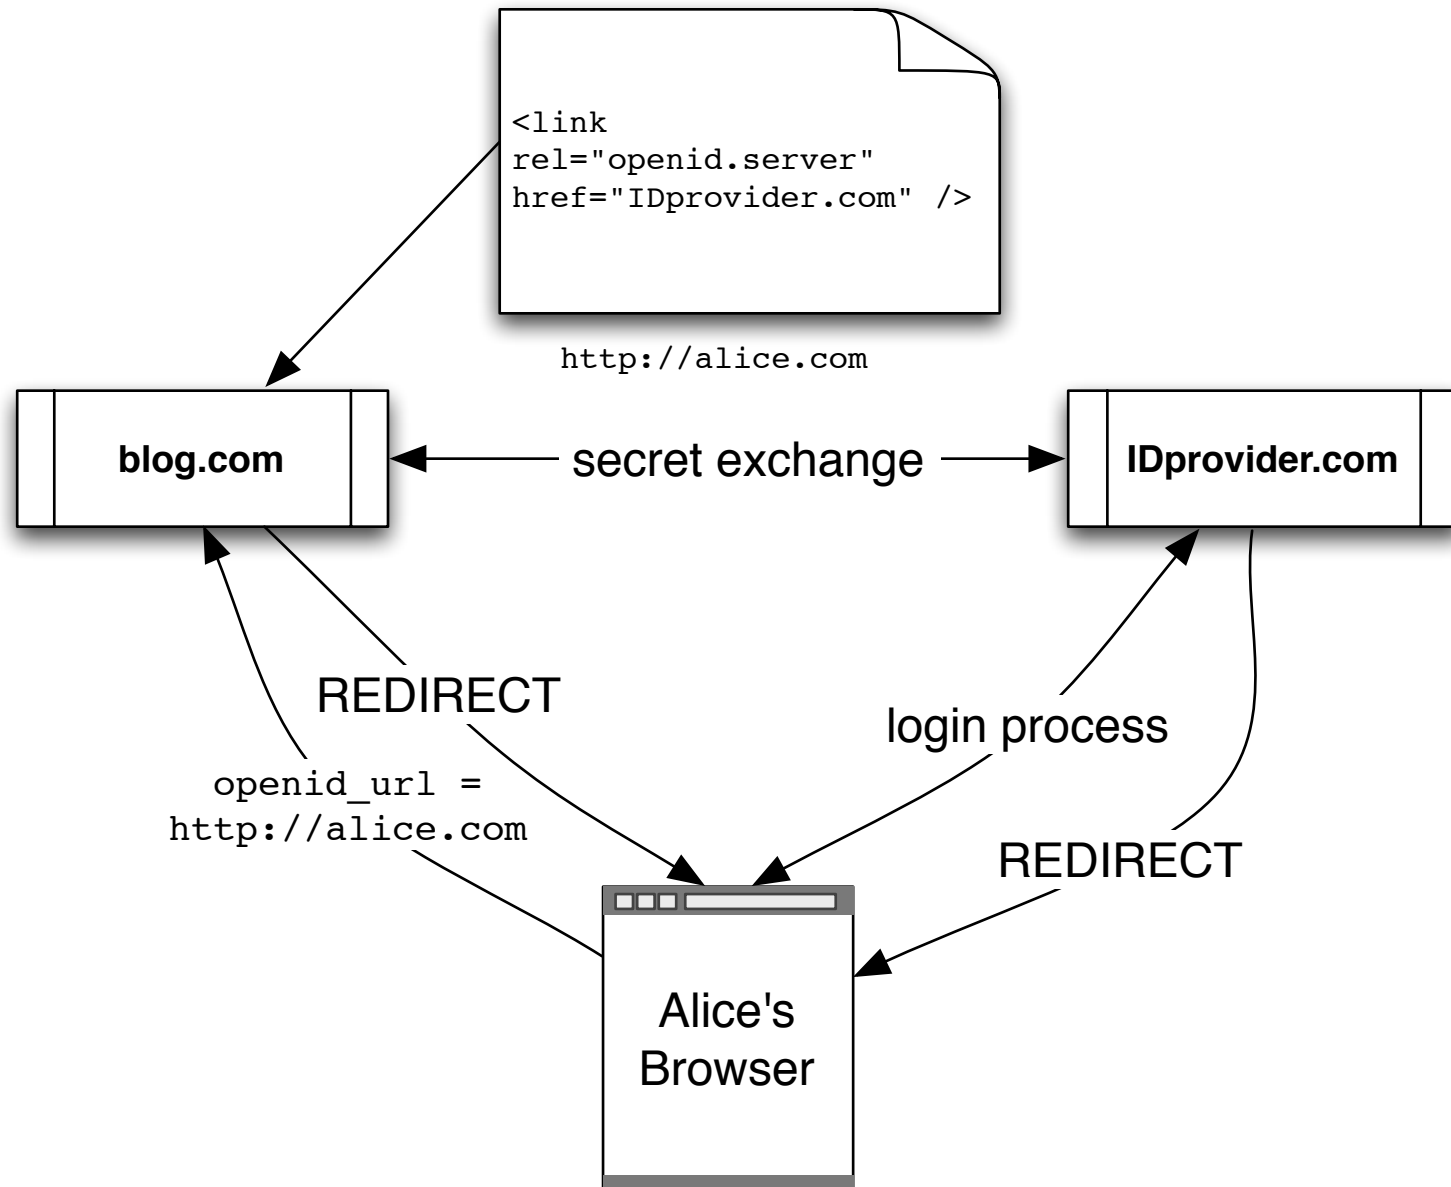 <link
rel="openid.server"
href="IDprovider.com" />
http://alice.com
blog.com
secret exchange
IDprovider.com
REDIRECT
login process
openid_url =
http://alice.com
REDIRECT
Alice's
Browser